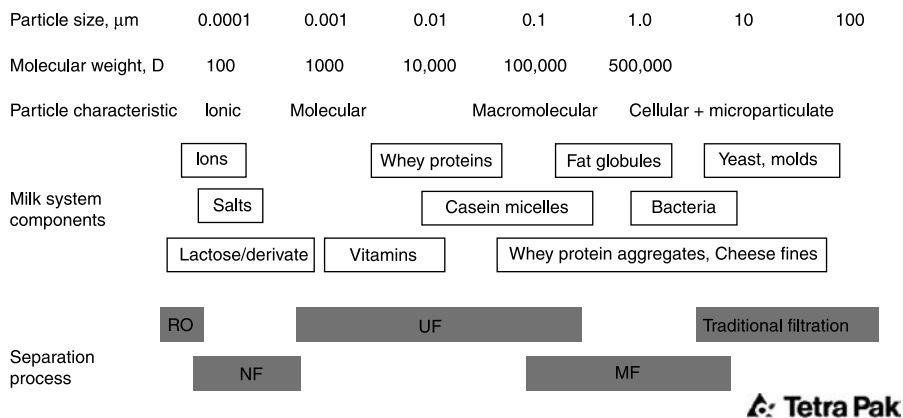 Particle size, µm 0.0001 0.001 0.01 0.1 1.0 10 100
Molecular weight, D 100 1000 10,000 100,000 500,000
Particle characteristic Ionic Molecular Macromolecular Cellular + microparticulate
Ions Whey proteins Fat globules Yeast, molds
Milk system components
Salts Casein micelles Bacteria
Lactose/derivate Vitamins Whey protein aggregates, Cheese fines
RO UF Traditional filtration
Separation process
NF MF
Tetra Pak